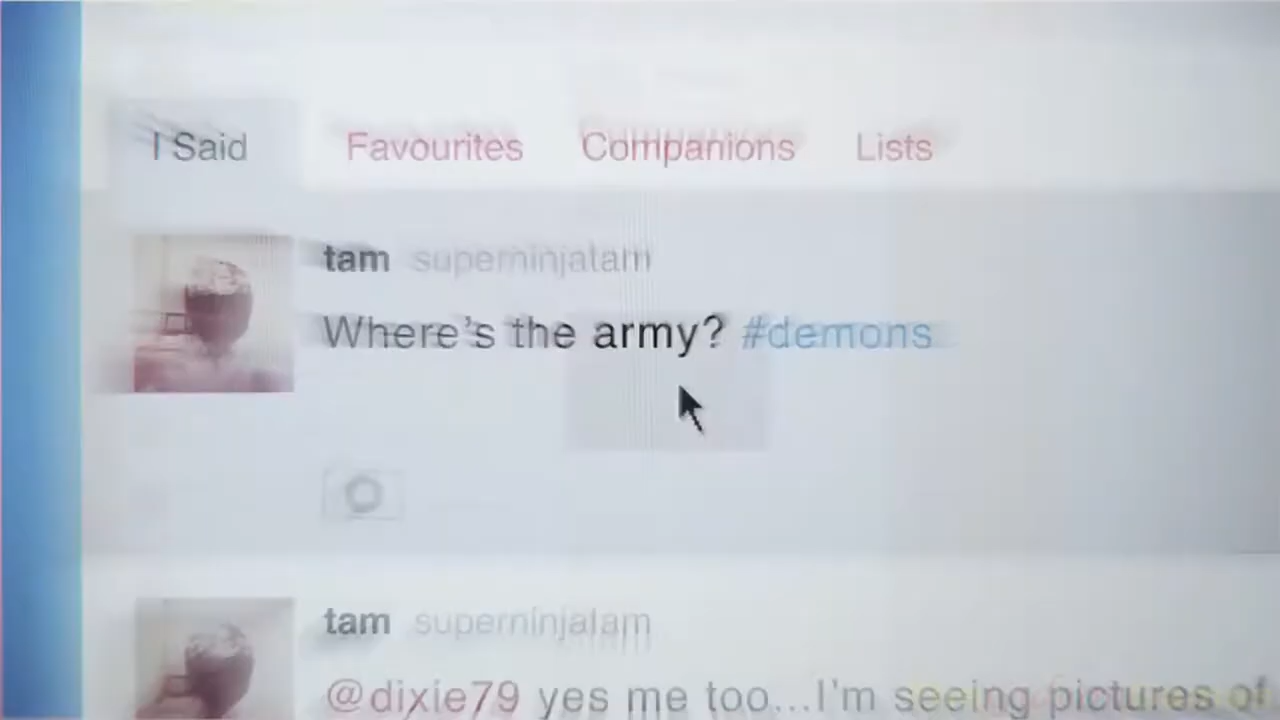 I Said Favourites Companions Lists
tam superninjatam
Where's the army? #demons
tam superninjatam
@dixie79 yes me too...I'm seeing pictures of